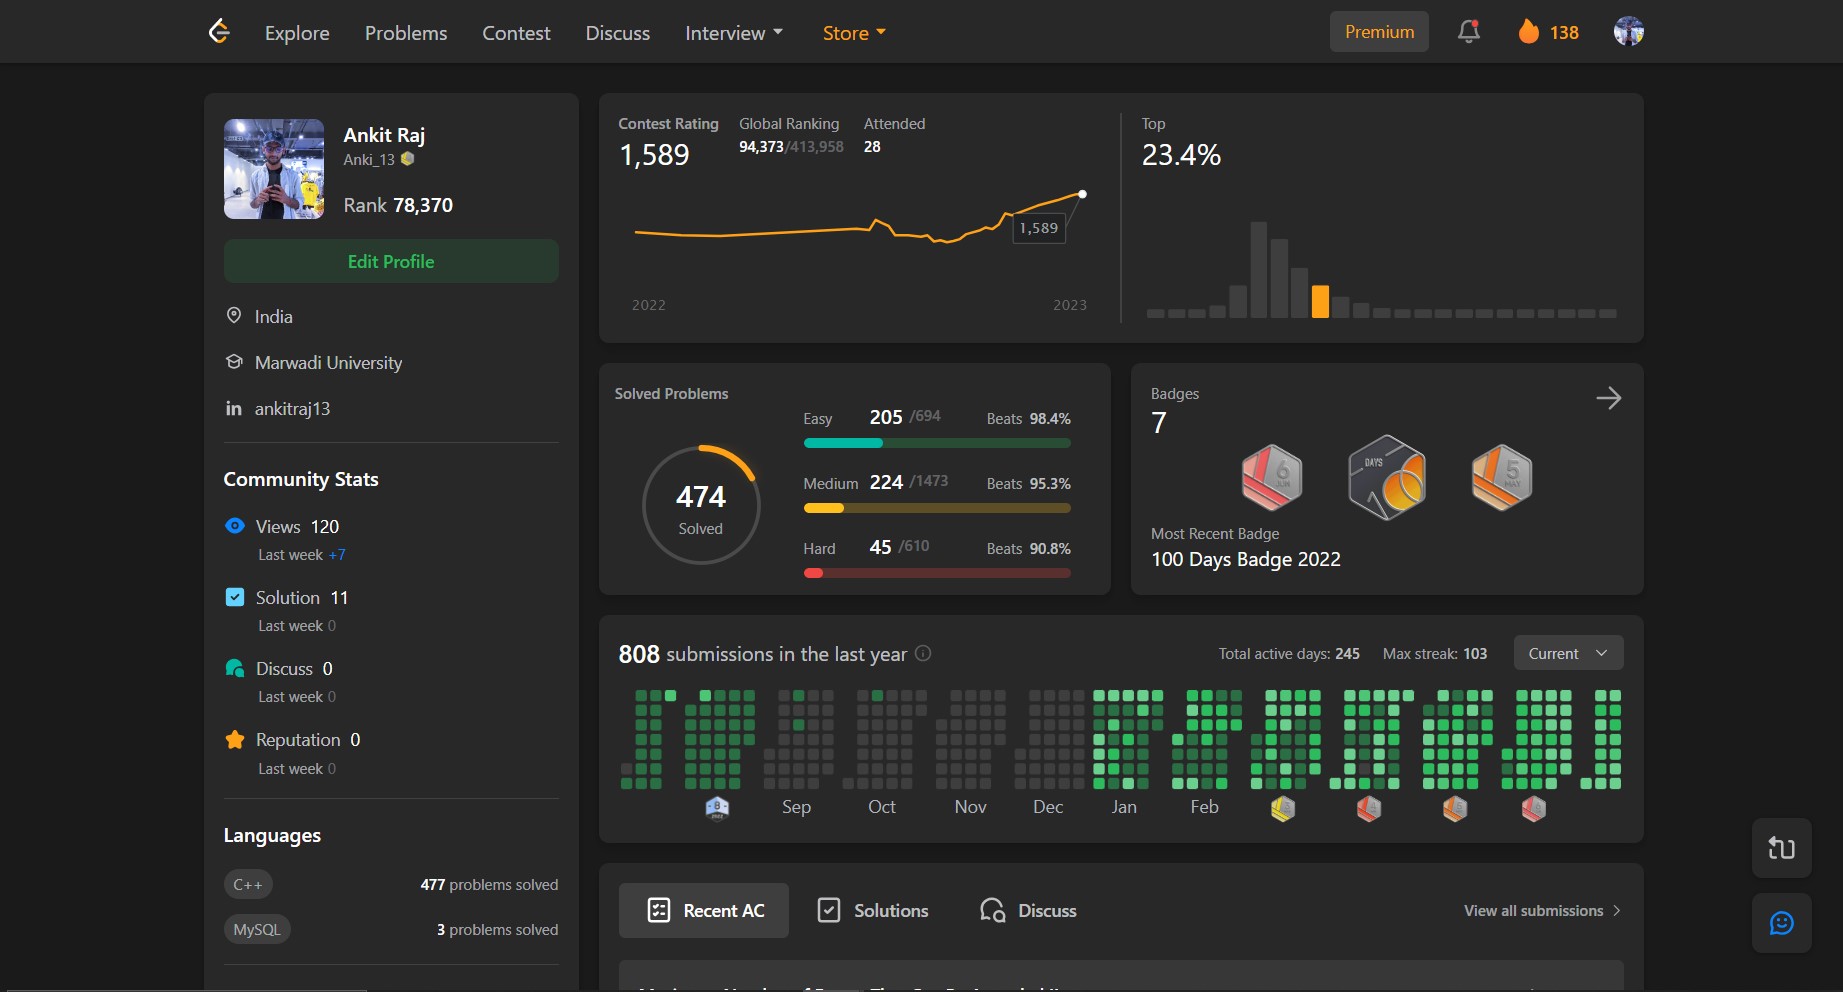 Explore Problems Contest Discuss Interview Store Premium 138
Ankit Raj
Anki_13
Rank 78,370
Edit Profile
India
Marwadi University
ankitraj13
Community Stats
Views 120
Last week +7
Solution 11
Last week 0
Discuss 0
Last week 0
Reputation 0
Last week 0
Languages
C++ 477 problems solved
MySQL 3 problems solved
Contest Rating Global Ranking Attended
1,589 94,373/413,958 28
1,589
2022 2023
Top
23.4%
Solved Problems
474
Solved
Easy 205 /694 Beats 98.4%
Medium 224 /1473 Beats 95.3%
Hard 45 /610 Beats 90.8%
Badges
7
6
JUN
DAYS
5
MAY
Most Recent Badge
100 Days Badge 2022
808 submissions in the last year Total active days: 245 Max streak: 103 Current
Sep Oct Nov Dec Jan Feb
Recent AC Solutions Discuss View all submissions